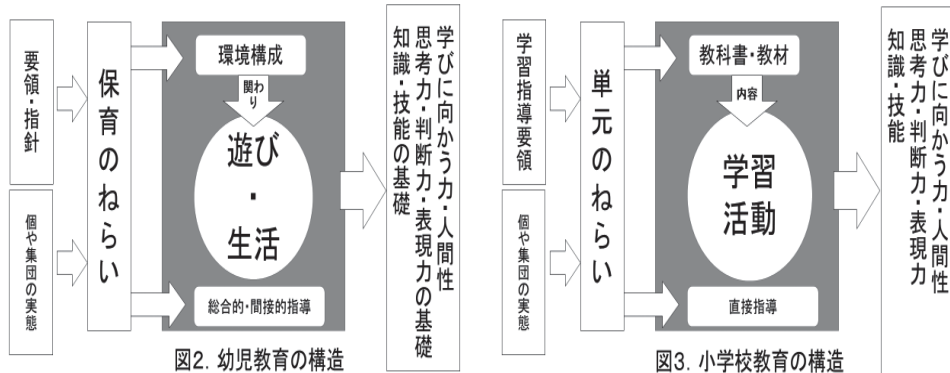 要領・指針
個や集団の実態
保育のねらい
環境構成
関わ
り
遊び
・
生活
総合的・間接的指導
学びに向かう力・人間性
思考力・判断力・表現力の基礎
知識・技能の基礎
図2. 幼児教育の構造
学習指導要領
個や集団の実態
単元のねらい
教科書・教材
内容
学習
活動
直接指導
学びに向かう力・人間性
思考力・判断力・表現力
知識・技能
図3. 小学校教育の構造